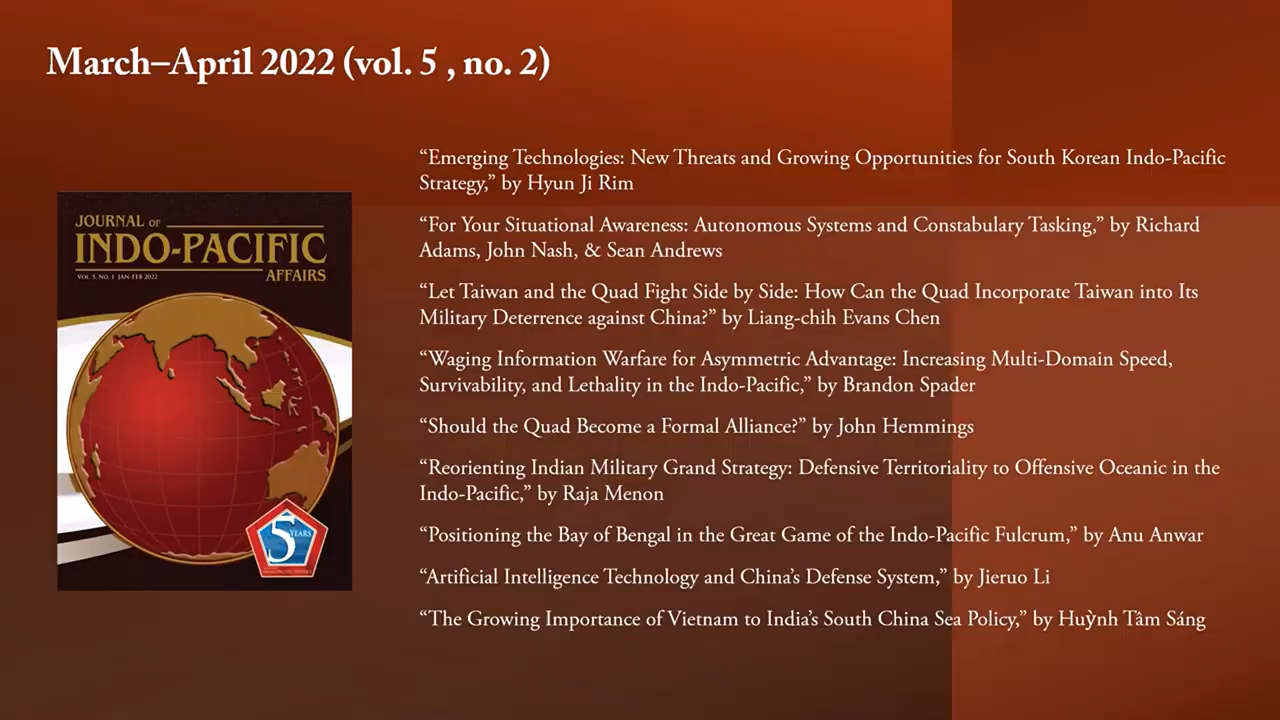 March–April 2022 (vol. 5 , no. 2)
JOURNAL OF
INDO-PACIFIC
AFFAIRS
VOL. 5, NO. 1 JAN-FEB 2022
5 YEARS
“Emerging Technologies: New Threats and Growing Opportunities for South Korean Indo-Pacific
Strategy,” by Hyun Ji Rim
“For Your Situational Awareness: Autonomous Systems and Constabulary Tasking,” by Richard
Adams, John Nash, & Sean Andrews
“Let Taiwan and the Quad Fight Side by Side: How Can the Quad Incorporate Taiwan into Its
Military Deterrence against China?” by Liang-chih Evans Chen
“Waging Information Warfare for Asymmetric Advantage: Increasing Multi-Domain Speed,
Survivability, and Lethality in the Indo-Pacific,” by Brandon Spader
“Should the Quad Become a Formal Alliance?” by John Hemmings
“Reorienting Indian Military Grand Strategy: Defensive Territoriality to Offensive Oceanic in the
Indo-Pacific,” by Raja Menon
“Positioning the Bay of Bengal in the Great Game of the Indo-Pacific Fulcrum,” by Anu Anwar
“Artificial Intelligence Technology and China’s Defense System,” by Jieruo Li
“The Growing Importance of Vietnam to India’s South China Sea Policy,” by Huỳnh Tâm Sáng